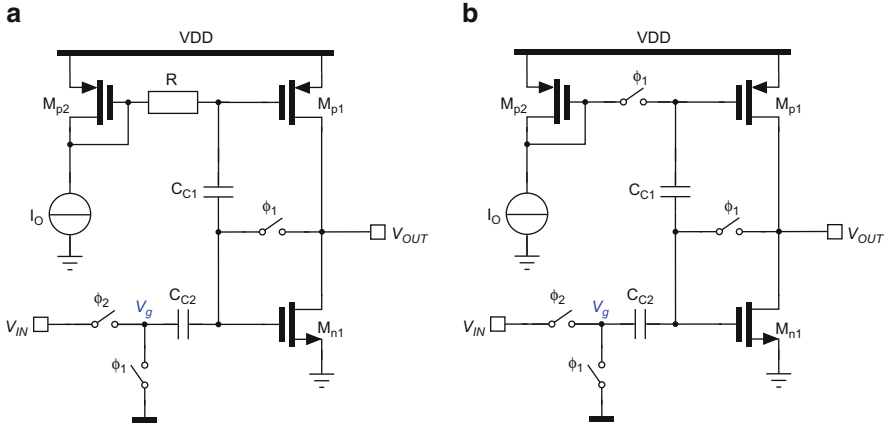 a
VDD
R
M_p2
M_p1
C_C1
I_O
ϕ_1
V_OUT
ϕ_2
V_g
C_C2
V_IN
M_n1
ϕ_1
b
VDD
ϕ_1
M_p2
M_p1
C_C1
I_O
ϕ_1
V_OUT
ϕ_2
V_g
C_C2
V_IN
M_n1
ϕ_1